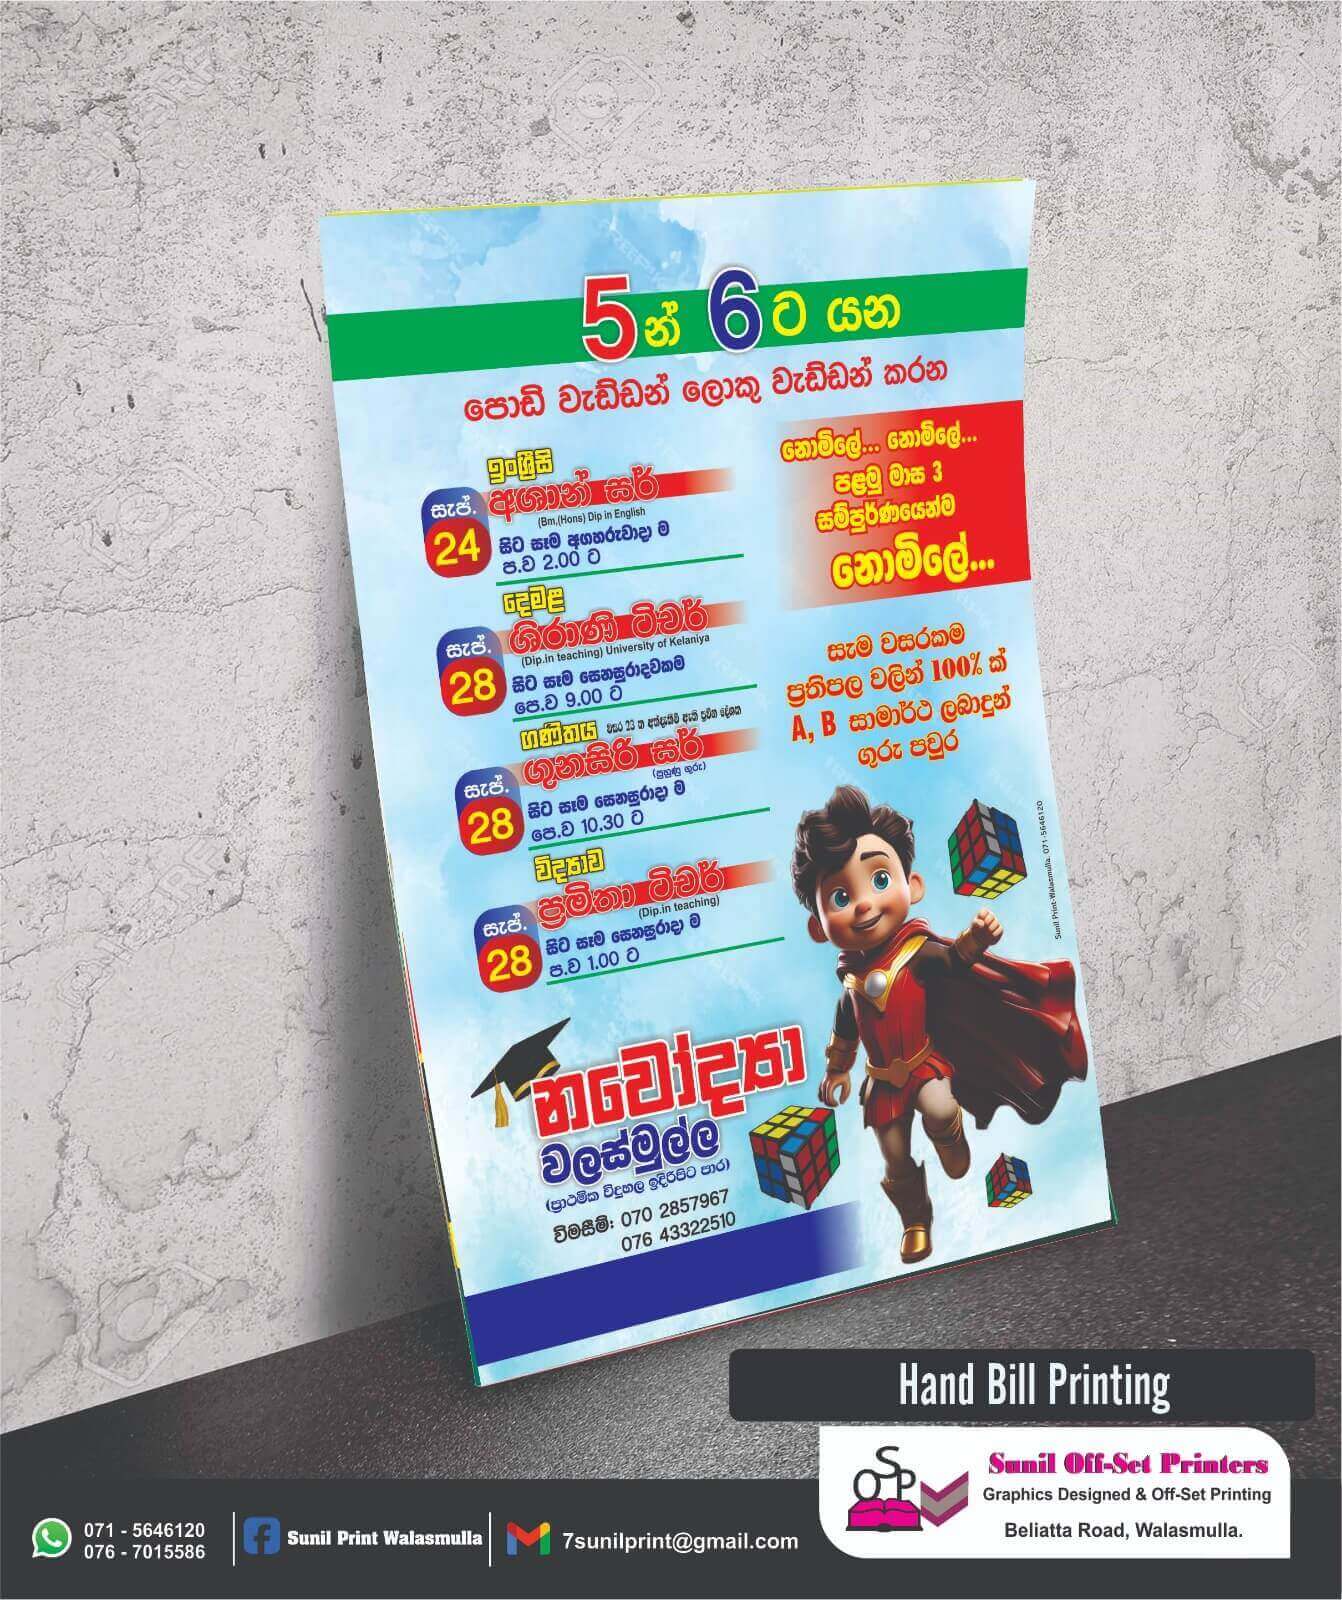 5න් 6ට යන
පොඩි වැඩ්ඩන් ලොකු වැඩ්ඩන් කරන
ඉංග්‍රීසි
සැප්. 24
අශාන් සර්
(Bm,(Hons) Dip in English
සිට සෑම අගහරුවාදා ම
ප.ව 2.00 ට
දෙමළ
සැප්. 28
ශිරාණි ටීචර්
(Dip.in teaching) University of Kelaniya
සිට සෑම සෙනසුරාදාවකම
පෙ.ව 9.00 ට
ගණිතය වසර 23 ක අත්දැකීම් ඇති ප්‍රවීන දේශක
සැප්. 28
ගුනසිරි සර්
(පුහුණු ගුරු)
සිට සෑම සෙනසුරාදා ම
පෙ.ව 10.30 ට
විද්‍යාව
සැප්. 28
ප්‍රමිතා ටීචර්
(Dip.in teaching)
සිට සෑම සෙනසුරාදා ම
ප.ව 1.00 ට
නොමිලේ... නොමිලේ...
පළමු මාස 3
සම්පුර්ණයෙන්ම
නොමිලේ...
සෑම වසරකම
ප්‍රතිපල වලින් 100% ක්
A, B සාමාර්ථ ලබාදුන්
ගුරු පවුර
Sunil Print-Walasmulla. 071-5646120
නවෝද්‍යා
වලස්මුල්ල
(ප්‍රාථමික විදුහල ඉදිරිපිට පාර)
විමසීම්: 070 2857967
076 43322510
Hand Bill Printing
OSP
Sunil Off-Set Printers
Graphics Designed & Off-Set Printing
Beliatta Road, Walasmulla.
071 - 5646120
076 - 7015586
Sunil Print Walasmulla
7sunilprint@gmail.com